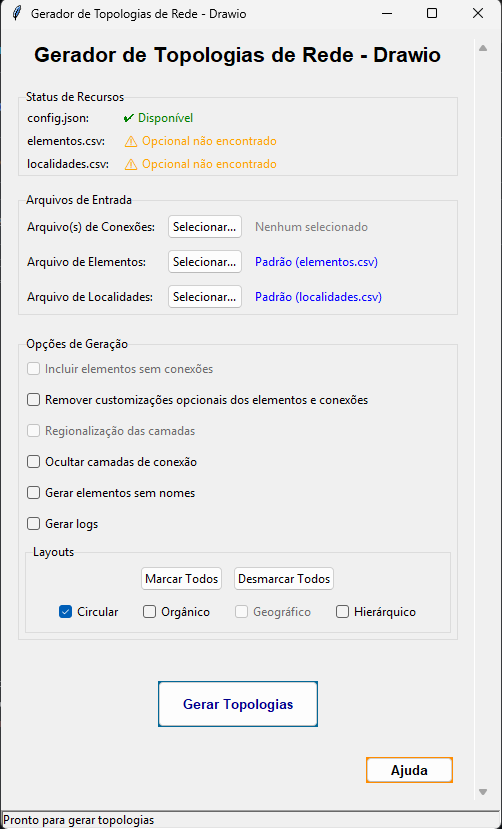 Gerador de Topologias de Rede - Drawio
Gerador de Topologias de Rede - Drawio
Status de Recursos
config.json: ✔ Disponível
elementos.csv: ⚠ Opcional não encontrado
localidades.csv: ⚠ Opcional não encontrado
Arquivos de Entrada
Arquivo(s) de Conexões: Selecionar... Nenhum selecionado
Arquivo de Elementos: Selecionar... Padrão (elementos.csv)
Arquivo de Localidades: Selecionar... Padrão (localidades.csv)
Opções de Geração
Incluir elementos sem conexões
Remover customizações opcionais dos elementos e conexões
Regionalização das camadas
Ocultar camadas de conexão
Gerar elementos sem nomes
Gerar logs
Layouts
Marcar Todos Desmarcar Todos
Circular Orgânico Geográfico Hierárquico
Gerar Topologias
Ajuda
Pronto para gerar topologias